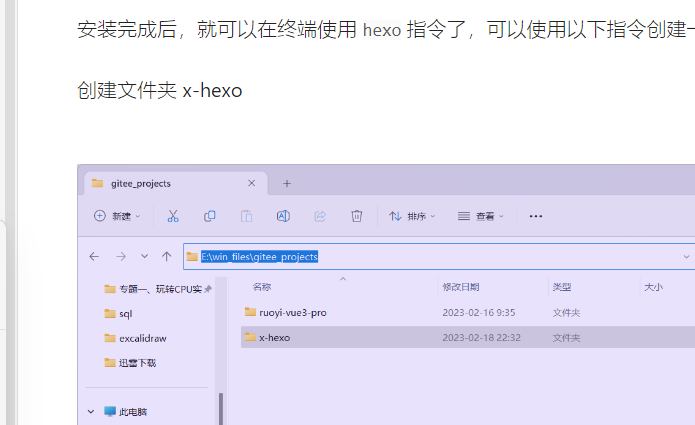 安装完成后，就可以在终端使用 hexo 指令了，可以使用以下指令创建一
创建文件夹 x-hexo
gitee_projects
新建
排序
查看
E:\win_files\gitee_projects
名称 修改日期 类型 大小
专题一、玩转CPU实
sql
excalidraw
迅雷下载
此电脑
ruoyi-vue3-pro 2023-02-16 9:35 文件夹
x-hexo 2023-02-18 22:32 文件夹